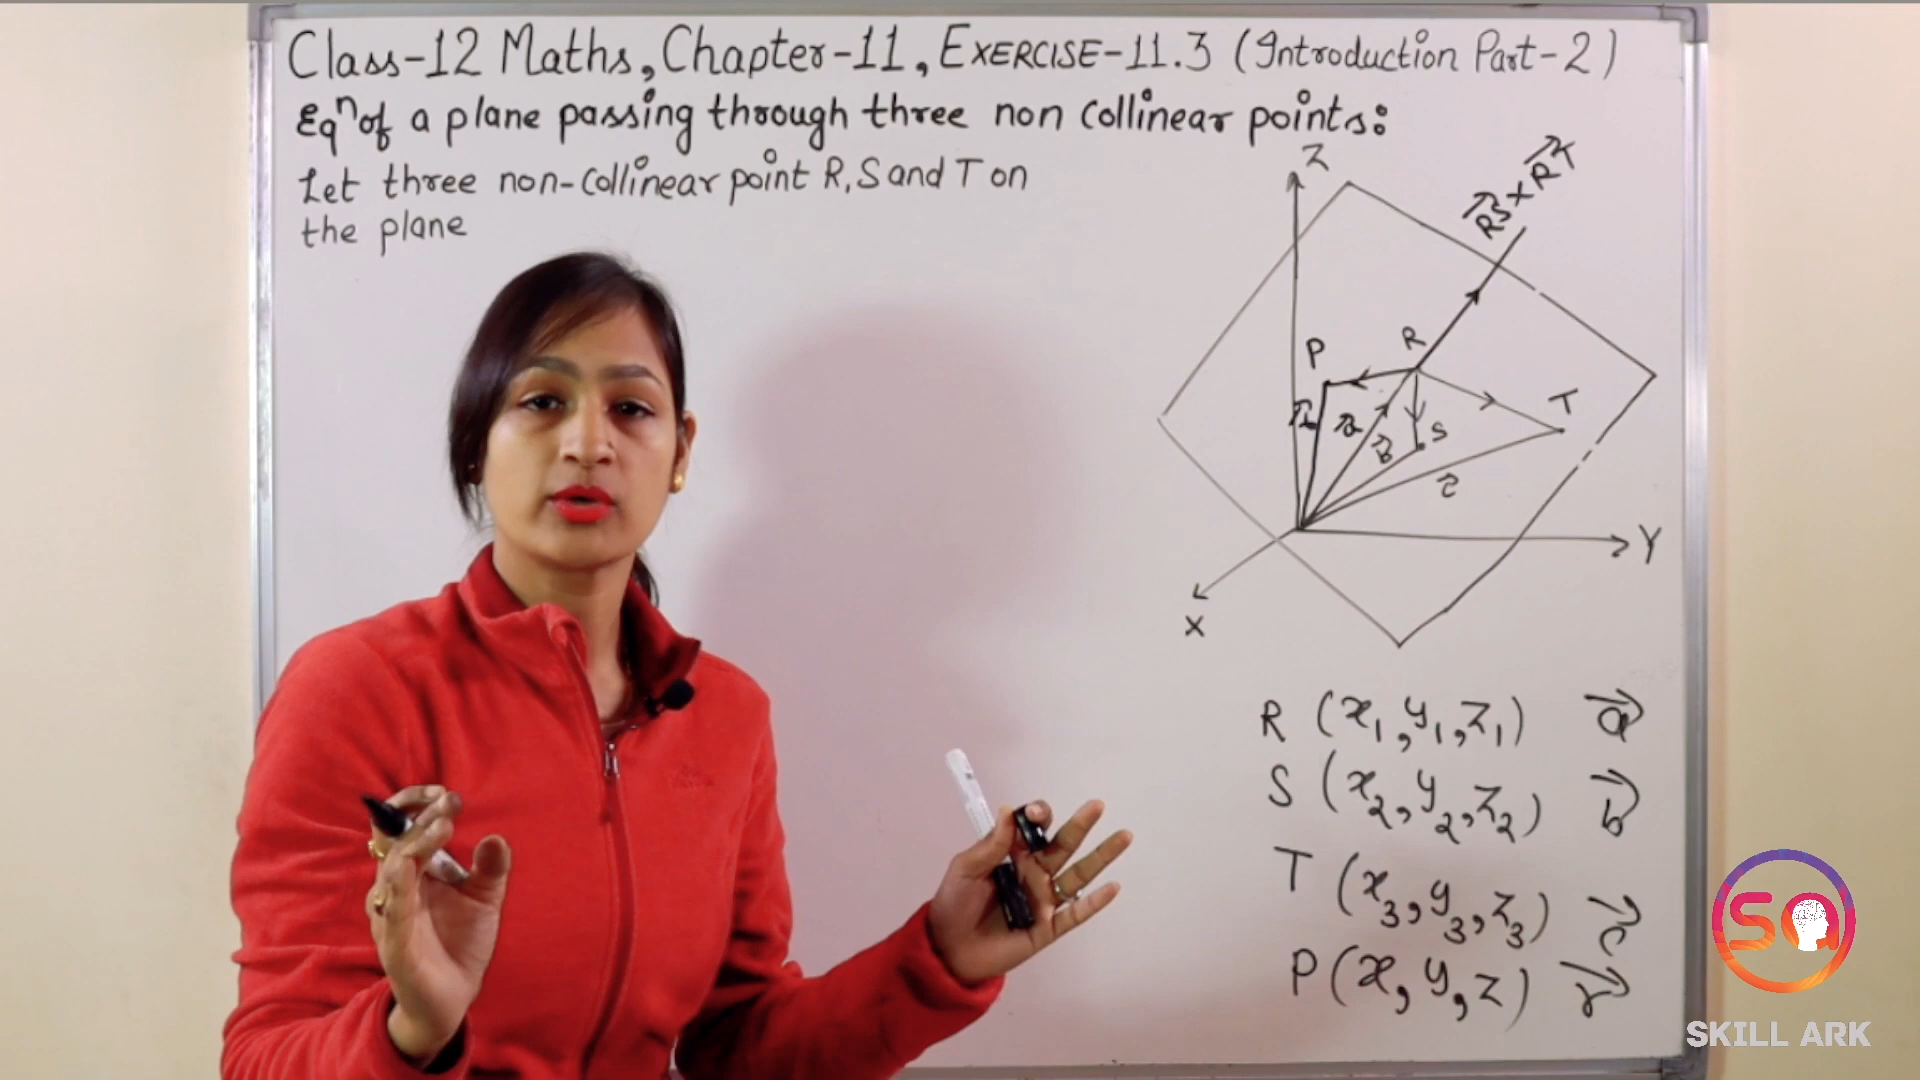 Class-12 Maths, Chapter-11, EXERCISE-11.3 (Introduction Part-2)
Eqⁿ of a plane passing through three non collinear points:
Let three non-collinear point R, S and T on
the plane
Z
RS⃗ × RT⃗
P
R
T
r⃗
a⃗
b⃗
S
c⃗
Y
X
R (x₁, y₁, z₁) a⃗
S (x₂, y₂, z₂) b⃗
T (x₃, y₃, z₃) c⃗
P (x, y, z) r⃗
Sa
SKILL ARK